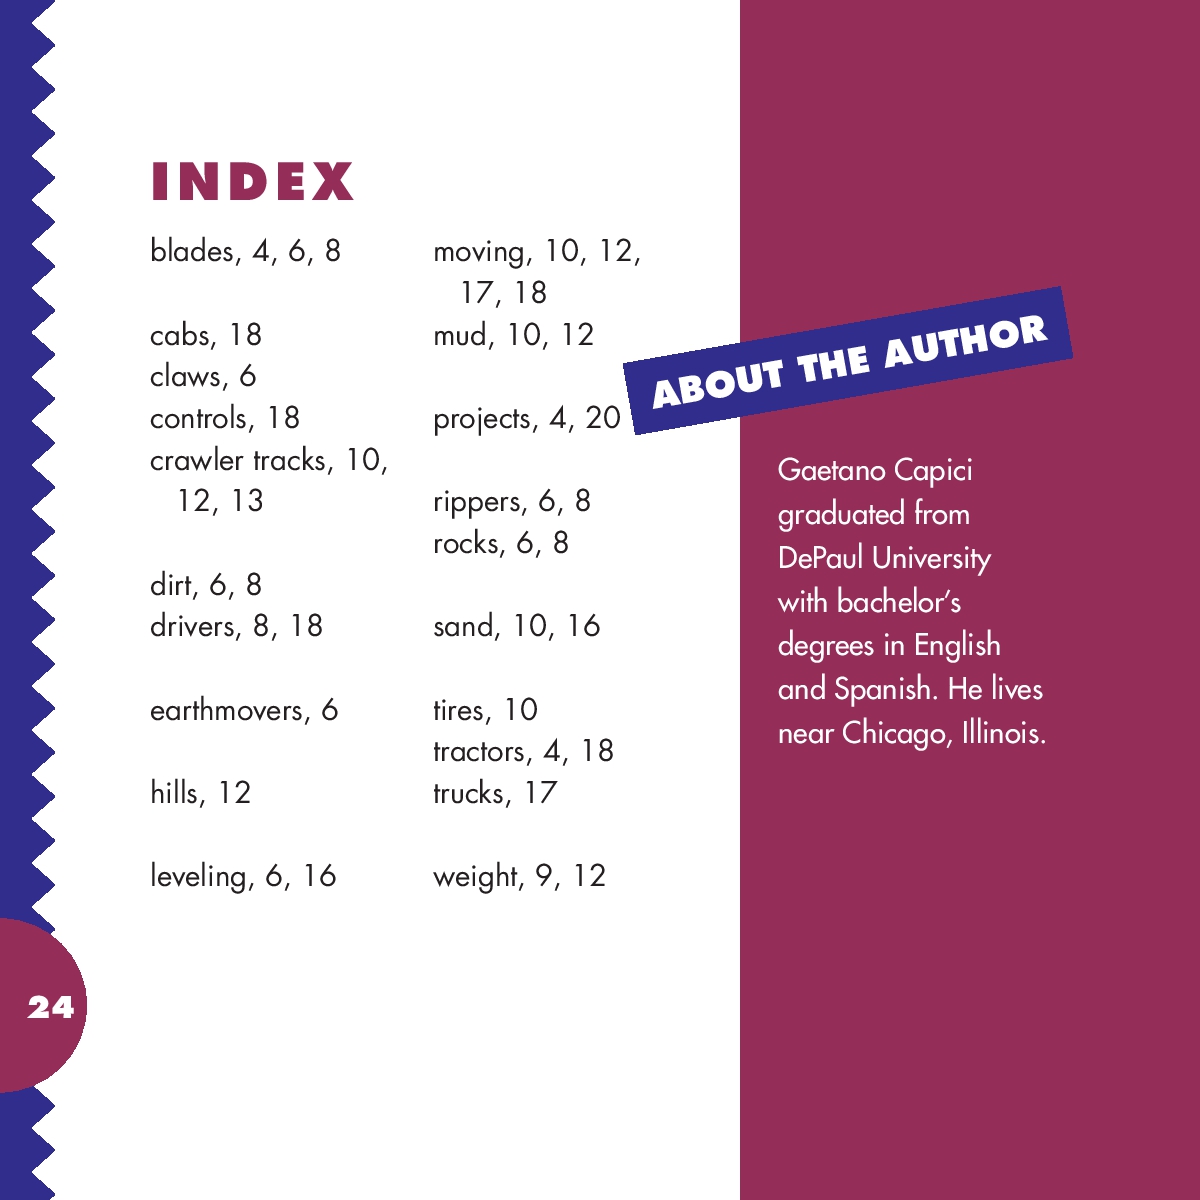 INDEX
blades, 4, 6, 8
cabs, 18
claws, 6
controls, 18
crawler tracks, 10,
12, 13
dirt, 6, 8
drivers, 8, 18
earthmovers, 6
hills, 12
leveling, 6, 16
moving, 10, 12,
17, 18
mud, 10, 12
projects, 4, 20
rippers, 6, 8
rocks, 6, 8
sand, 10, 16
tires, 10
tractors, 4, 18
trucks, 17
weight, 9, 12
ABOUT THE AUTHOR
Gaetano Capici
graduated from
DePaul University
with bachelor’s
degrees in English
and Spanish. He lives
near Chicago, Illinois.
24